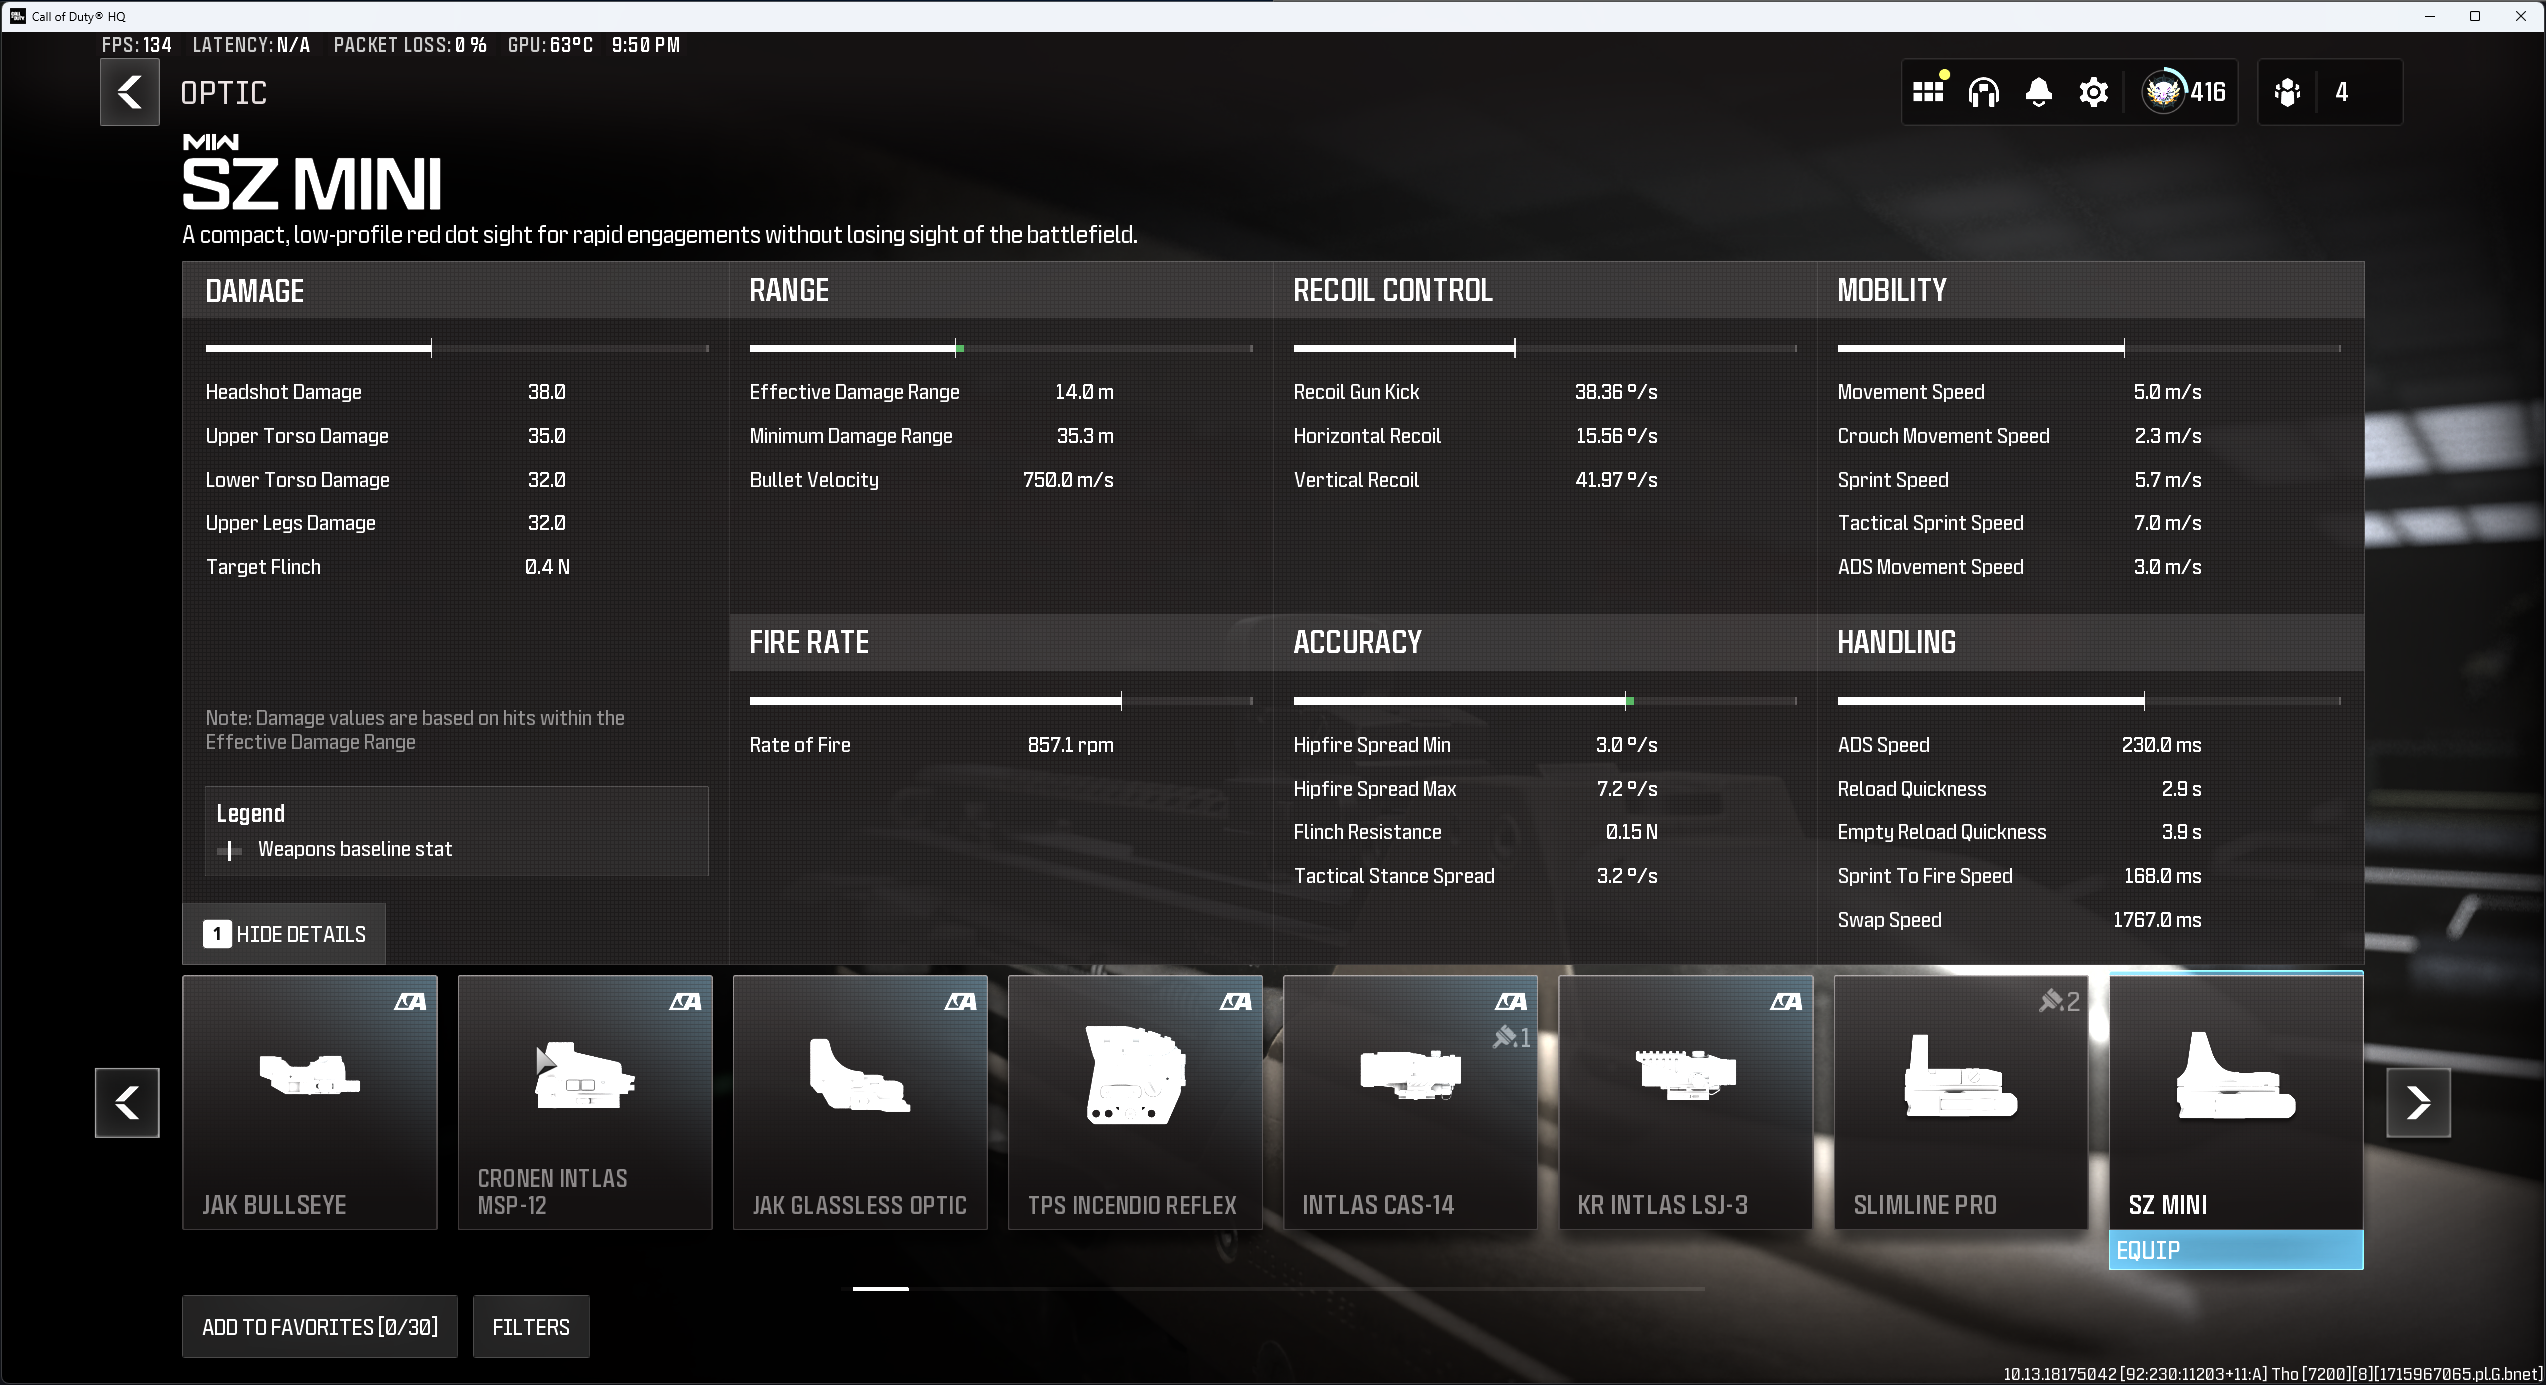 Call of Duty® HQ
FPS: 134 LATENCY: N/A PACKET LOSS: 0 % GPU: 63ºC 9:50 PM
OPTIC
416
4
MW
SZ MINI
A compact, low-profile red dot sight for rapid engagements without losing sight of the battlefield.
DAMAGE
Headshot Damage 38.0
Upper Torso Damage 35.0
Lower Torso Damage 32.0
Upper Legs Damage 32.0
Target Flinch 0.4 N
Note: Damage values are based on hits within the
Effective Damage Range
Legend
Weapons baseline stat
1 HIDE DETAILS
RANGE
Effective Damage Range 14.0 m
Minimum Damage Range 35.3 m
Bullet Velocity 750.0 m/s
FIRE RATE
Rate of Fire 857.1 rpm
RECOIL CONTROL
Recoil Gun Kick 38.36 º/s
Horizontal Recoil 15.56 º/s
Vertical Recoil 41.97 º/s
ACCURACY
Hipfire Spread Min 3.0 º/s
Hipfire Spread Max 7.2 º/s
Flinch Resistance 0.15 N
Tactical Stance Spread 3.2 º/s
MOBILITY
Movement Speed 5.0 m/s
Crouch Movement Speed 2.3 m/s
Sprint Speed 5.7 m/s
Tactical Sprint Speed 7.0 m/s
ADS Movement Speed 3.0 m/s
HANDLING
ADS Speed 230.0 ms
Reload Quickness 2.9 s
Empty Reload Quickness 3.9 s
Sprint To Fire Speed 168.0 ms
Swap Speed 1767.0 ms
JAK BULLSEYE
CRONEN INTLAS
MSP-12
JAK GLASSLESS OPTIC
TPS INCENDIO REFLEX
1
INTLAS CAS-14
KR INTLAS LSJ-3
2
SLIMLINE PRO
SZ MINI
EQUIP
ADD TO FAVORITES [0/30]
FILTERS
10.13.18175042 [92:230:11203+11:A] Tho [7200][8][1715967065.pl.G.bnet]